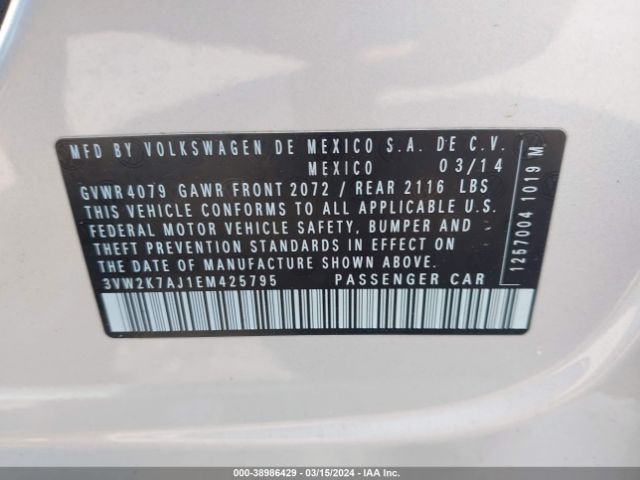 MFD BY VOLKSWAGEN DE MEXICO S.A. DE C.V.
MEXICO 03/14
GVWR 4079 GAWR FRONT 2072 / REAR 2116 LBS
THIS VEHICLE CONFORMS TO ALL APPLICABLE U.S.
FEDERAL MOTOR VEHICLE SAFETY, BUMPER AND
THEFT PREVENTION STANDARDS IN EFFECT ON
THE DATE OF MANUFACTURE SHOWN ABOVE.
3VW2K7AJ1EM425795 PASSENGER CAR
1257004 1019 M
000-38986429 - 03/15/2024 - IAA Inc.